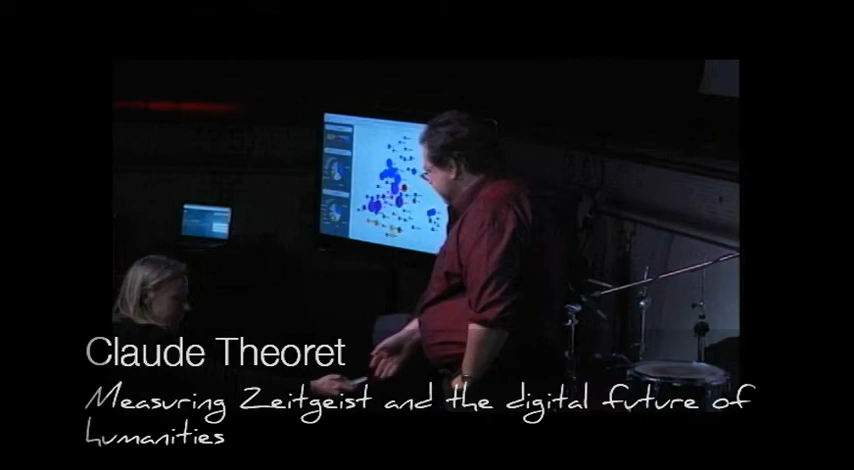 Claude Theoret
Measuring Zeitgeist and the digital future of
humanities